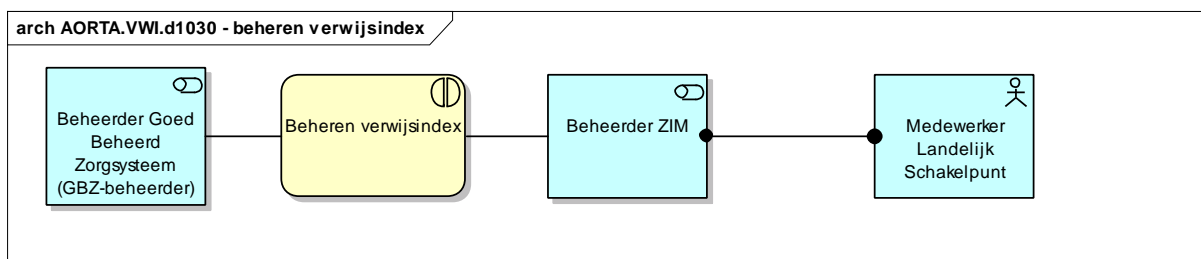 arch AORTA.VWI.d1030 - beheren verwijsindex
Beheerder Goed
Beheerd
Zorgsysteem
(GBZ-beheerder)
Beheren verwijsindex
Beheerder ZIM
Medewerker
Landelijk
Schakelpunt